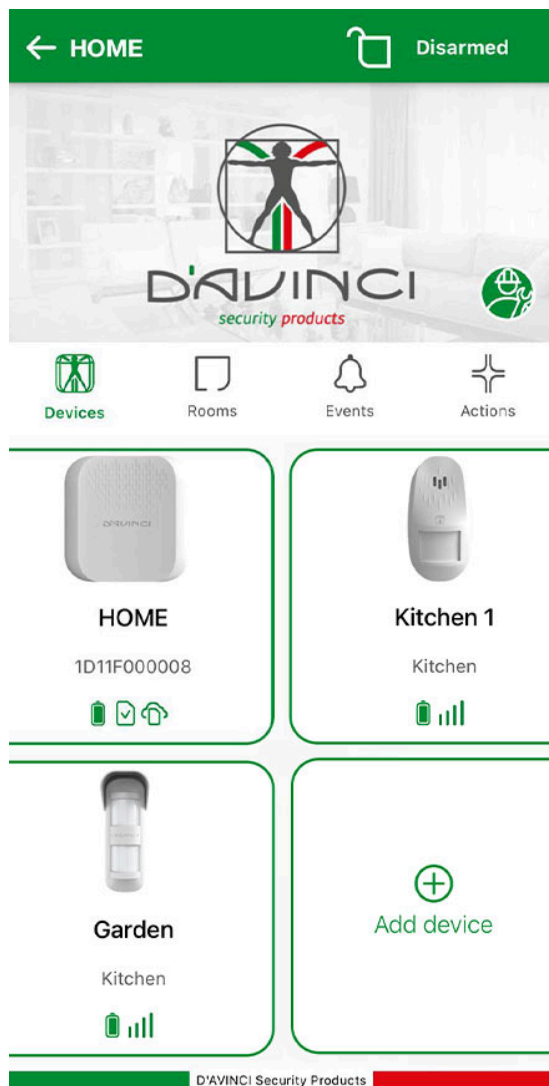 HOME
Disarmed
D'AVINCI
security products
Devices
Rooms
Events
Actions
D'AVINCI
HOME
1D11F000008
Kitchen 1
Kitchen
Garden
Kitchen
Add device
D'AVINCI Security Products